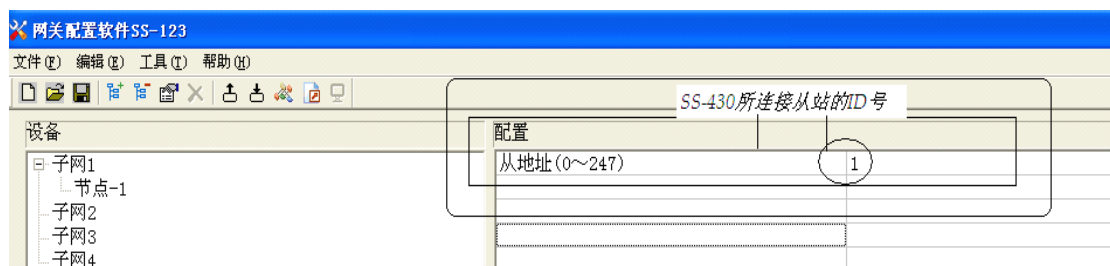 网关配置软件SS-123
文件(F) 编辑(E) 工具(T) 帮助(H)
SS-430所连接从站的ID号
设备
配置
子网1
从地址(0～247) 1
节点-1
子网2
子网3
子网4